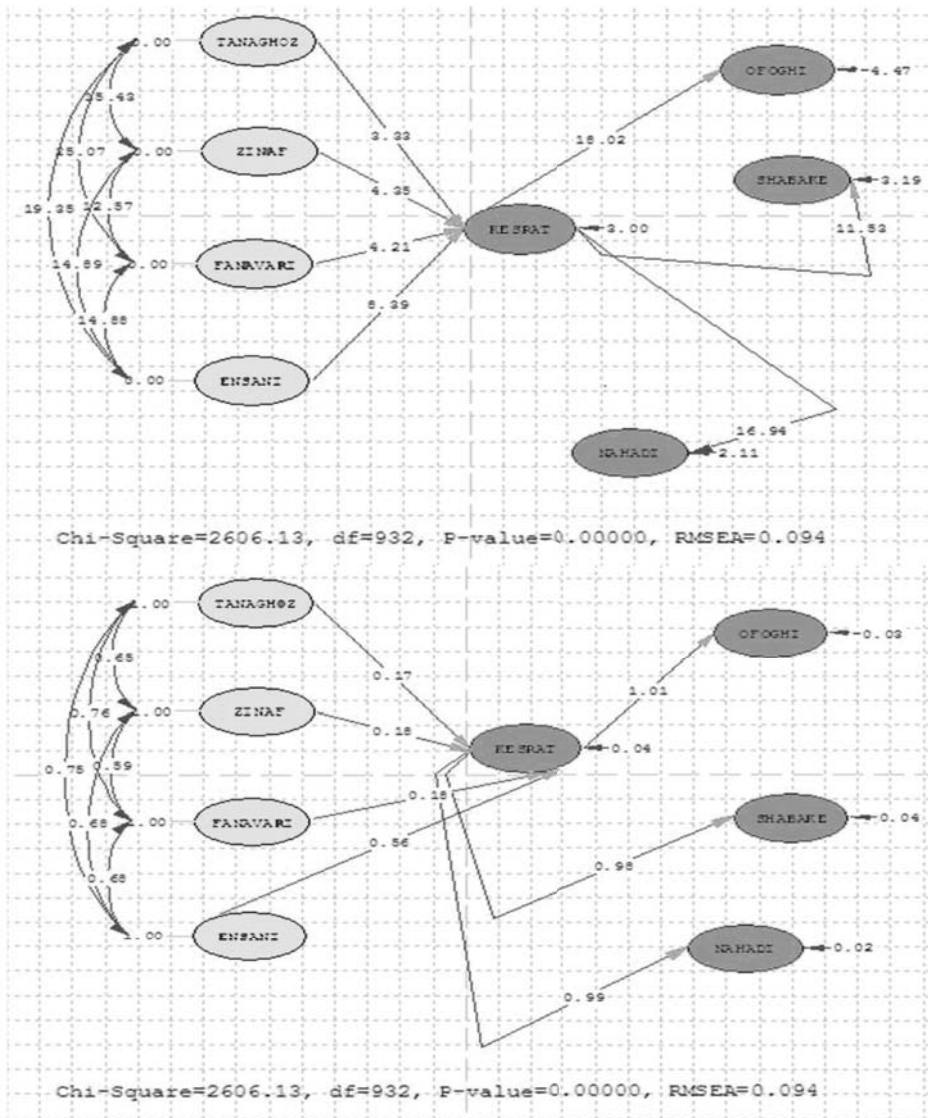 0.00 TANAGHOZ
OFOGHI -4.47
15.43
0.00 ZINAF
3.33
18.02
SHABAKE 3.19
25.07
4.35
19.35 12.57
KESRAT 3.00 11.53
4.21
14.89 0.00 FANAVARI
8.39
14.88
0.00 ENSANI
16.94
NAHADI 2.11
Chi-Square=2606.13, df=932, P-value=0.00000, RMSEA=0.094
1.00 TANAGHOZ
OFOGHI -0.03
0.65
0.17
1.01
0.76 1.00 ZINAF
0.18
KESRAT 0.04
0.75 0.59
0.18
0.68 1.00 FANAVARI
SHABAKE 0.04
0.56
0.98
0.68
1.00 ENSANI
NAHADI 0.02
0.99
Chi-Square=2606.13, df=932, P-value=0.00000, RMSEA=0.094